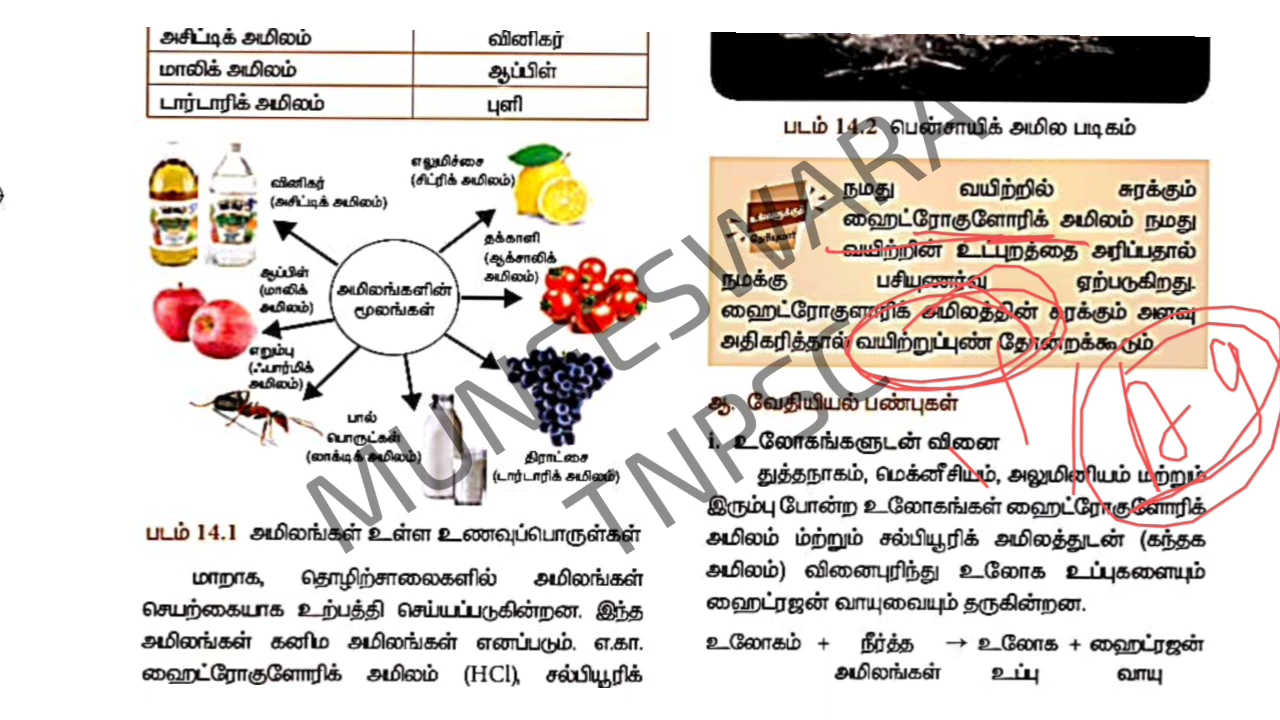 அசிட்டிக் அமிலம் வினிகர்
மாலிக் அமிலம் ஆப்பிள்
டார்டாரிக் அமிலம் புளி
எலுமிச்சை
(சிட்ரிக் அமிலம்)
வினிகர்
(அசிட்டிக் அமிலம்)
தக்காளி
(ஆக்சாலிக்
அமிலம்)
ஆப்பிள்
(மாலிக்
அமிலம்)
அமிலங்களின்
மூலங்கள்
எறும்பு
(ஃபார்மிக்
அமிலம்)
பால்
பொருட்கள்
(லாக்டிக் அமிலம்)
திராட்சை
(டார்டாரிக் அமிலம்)
படம் 14.1 அமிலங்கள் உள்ள உணவுப்பொருள்கள்
மாறாக, தொழிற்சாலைகளில் அமிலங்கள்
செயற்கையாக உற்பத்தி செய்யப்படுகின்றன. இந்த
அமிலங்கள் கனிம அமிலங்கள் எனப்படும். எ.கா.
ஹைட்ரோகுளோரிக் அமிலம் (HCl), சல்பியூரிக்
படம் 14.2 பென்சாயிக் அமில படிகம்
உங்களுக்குத்
தெரியுமா?
நமது வயிற்றில் சுரக்கும்
ஹைட்ரோகுளோரிக் அமிலம் நமது
வயிற்றின் உட்புறத்தை அரிப்பதால்
நமக்கு பசியுணர்வு ஏற்படுகிறது.
ஹைட்ரோகுளாரிக் அமிலத்தின் சுரக்கும் அளவு
அதிகரித்தால் வயிற்றுப்புண் தோன்றக்கூடும்.
ஆ. வேதியியல் பண்புகள்
i. உலோகங்களுடன் வினை
துத்தநாகம், மெக்னீசியம், அலுமினியம் மற்றும்
இரும்பு போன்ற உலோகங்கள் ஹைட்ரோகுளோரிக்
அமிலம் ம்ற்றும் சல்பியூரிக் அமிலத்துடன் (கந்தக
அமிலம்) வினைபுரிந்து உலோக உப்புகளையும்
ஹைட்ரஜன் வாயுவையும் தருகின்றன.
உலோகம் + நீர்த்த → உலோக + ஹைட்ரஜன்
அமிலங்கள் உப்பு வாயு
MUNEESWARA
TNPSC